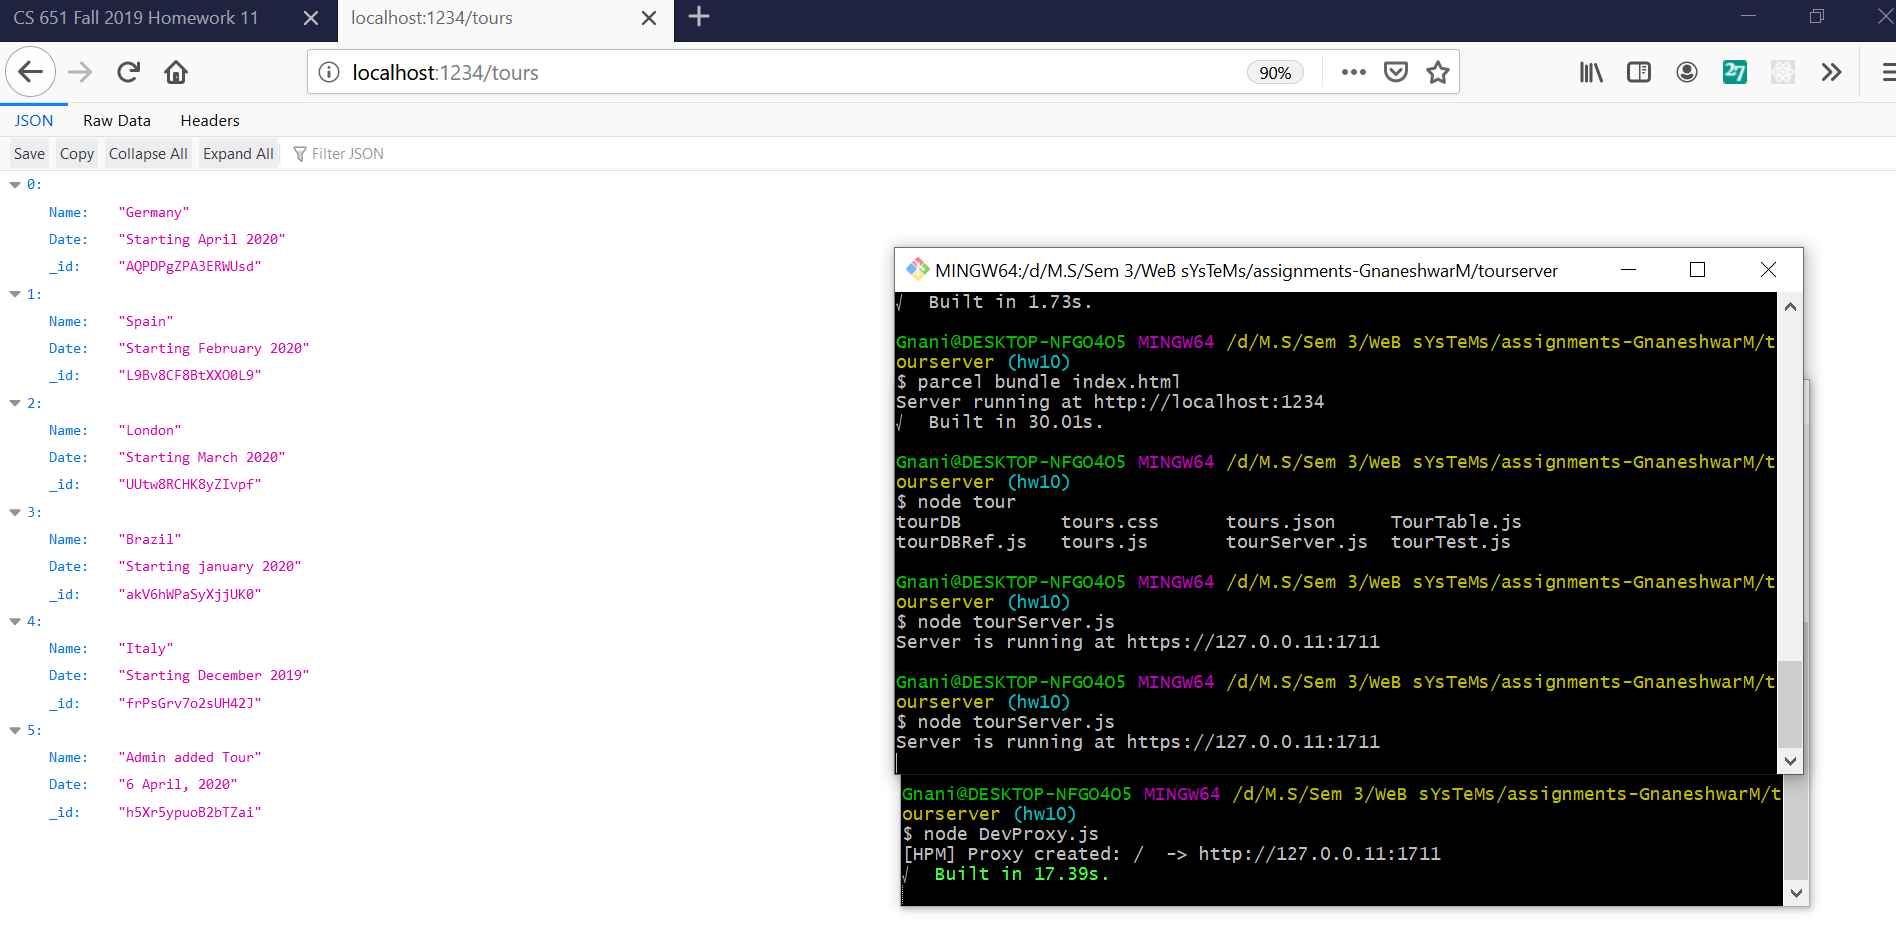 CS 651 Fall 2019 Homework 11
localhost:1234/tours
localhost:1234/tours
90%
27
JSON Raw Data Headers
Save Copy Collapse All Expand All Filter JSON
0:
Name: "Germany"
Date: "Starting April 2020"
_id: "AQPDPgZPA3ERWUsd"
1:
Name: "Spain"
Date: "Starting February 2020"
_id: "L9Bv8CF8BtXXO0L9"
2:
Name: "London"
Date: "Starting March 2020"
_id: "UUtw8RCHK8yZIvpf"
3:
Name: "Brazil"
Date: "Starting january 2020"
_id: "akV6hWPaSyXjjUK0"
4:
Name: "Italy"
Date: "Starting December 2019"
_id: "frPsGrv7o2sUH42J"
5:
Name: "Admin added Tour"
Date: "6 April, 2020"
_id: "h5Xr5ypuoB2bTZai"
MINGW64:/d/M.S/Sem 3/WeB sYsTeMs/assignments-GnaneshwarM/tourserver
√ Built in 1.73s.
Gnani@DESKTOP-NFGO4O5 MINGW64 /d/M.S/Sem 3/WeB sYsTeMs/assignments-GnaneshwarM/t
ourserver (hw10)
$ parcel bundle index.html
Server running at http://localhost:1234
√ Built in 30.01s.
Gnani@DESKTOP-NFGO4O5 MINGW64 /d/M.S/Sem 3/WeB sYsTeMs/assignments-GnaneshwarM/t
ourserver (hw10)
$ node tour
tourDB tours.css tours.json TourTable.js
tourDBRef.js tours.js tourServer.js tourTest.js
Gnani@DESKTOP-NFGO4O5 MINGW64 /d/M.S/Sem 3/WeB sYsTeMs/assignments-GnaneshwarM/t
ourserver (hw10)
$ node tourServer.js
Server is running at https://127.0.0.11:1711
Gnani@DESKTOP-NFGO4O5 MINGW64 /d/M.S/Sem 3/WeB sYsTeMs/assignments-GnaneshwarM/t
ourserver (hw10)
$ node tourServer.js
Server is running at https://127.0.0.11:1711
Gnani@DESKTOP-NFGO4O5 MINGW64 /d/M.S/Sem 3/WeB sYsTeMs/assignments-GnaneshwarM/t
ourserver (hw10)
$ node DevProxy.js
[HPM] Proxy created: / -> http://127.0.0.11:1711
√ Built in 17.39s.